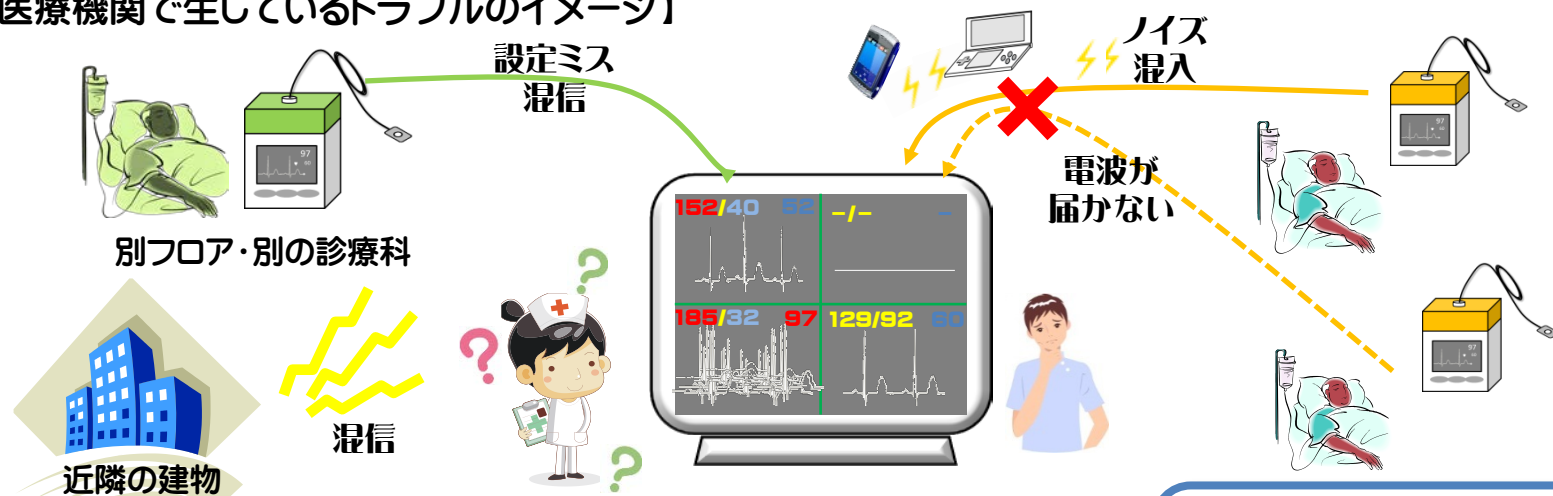 医療機関で生じているトラブルのイメージ】
設定ミス
混信
ノイズ
混入
電波が
届かない
別フロア・別の診療科
152/40 52
-/- -
185/32 97
129/92 60
混信
近隣の建物
97
97
97